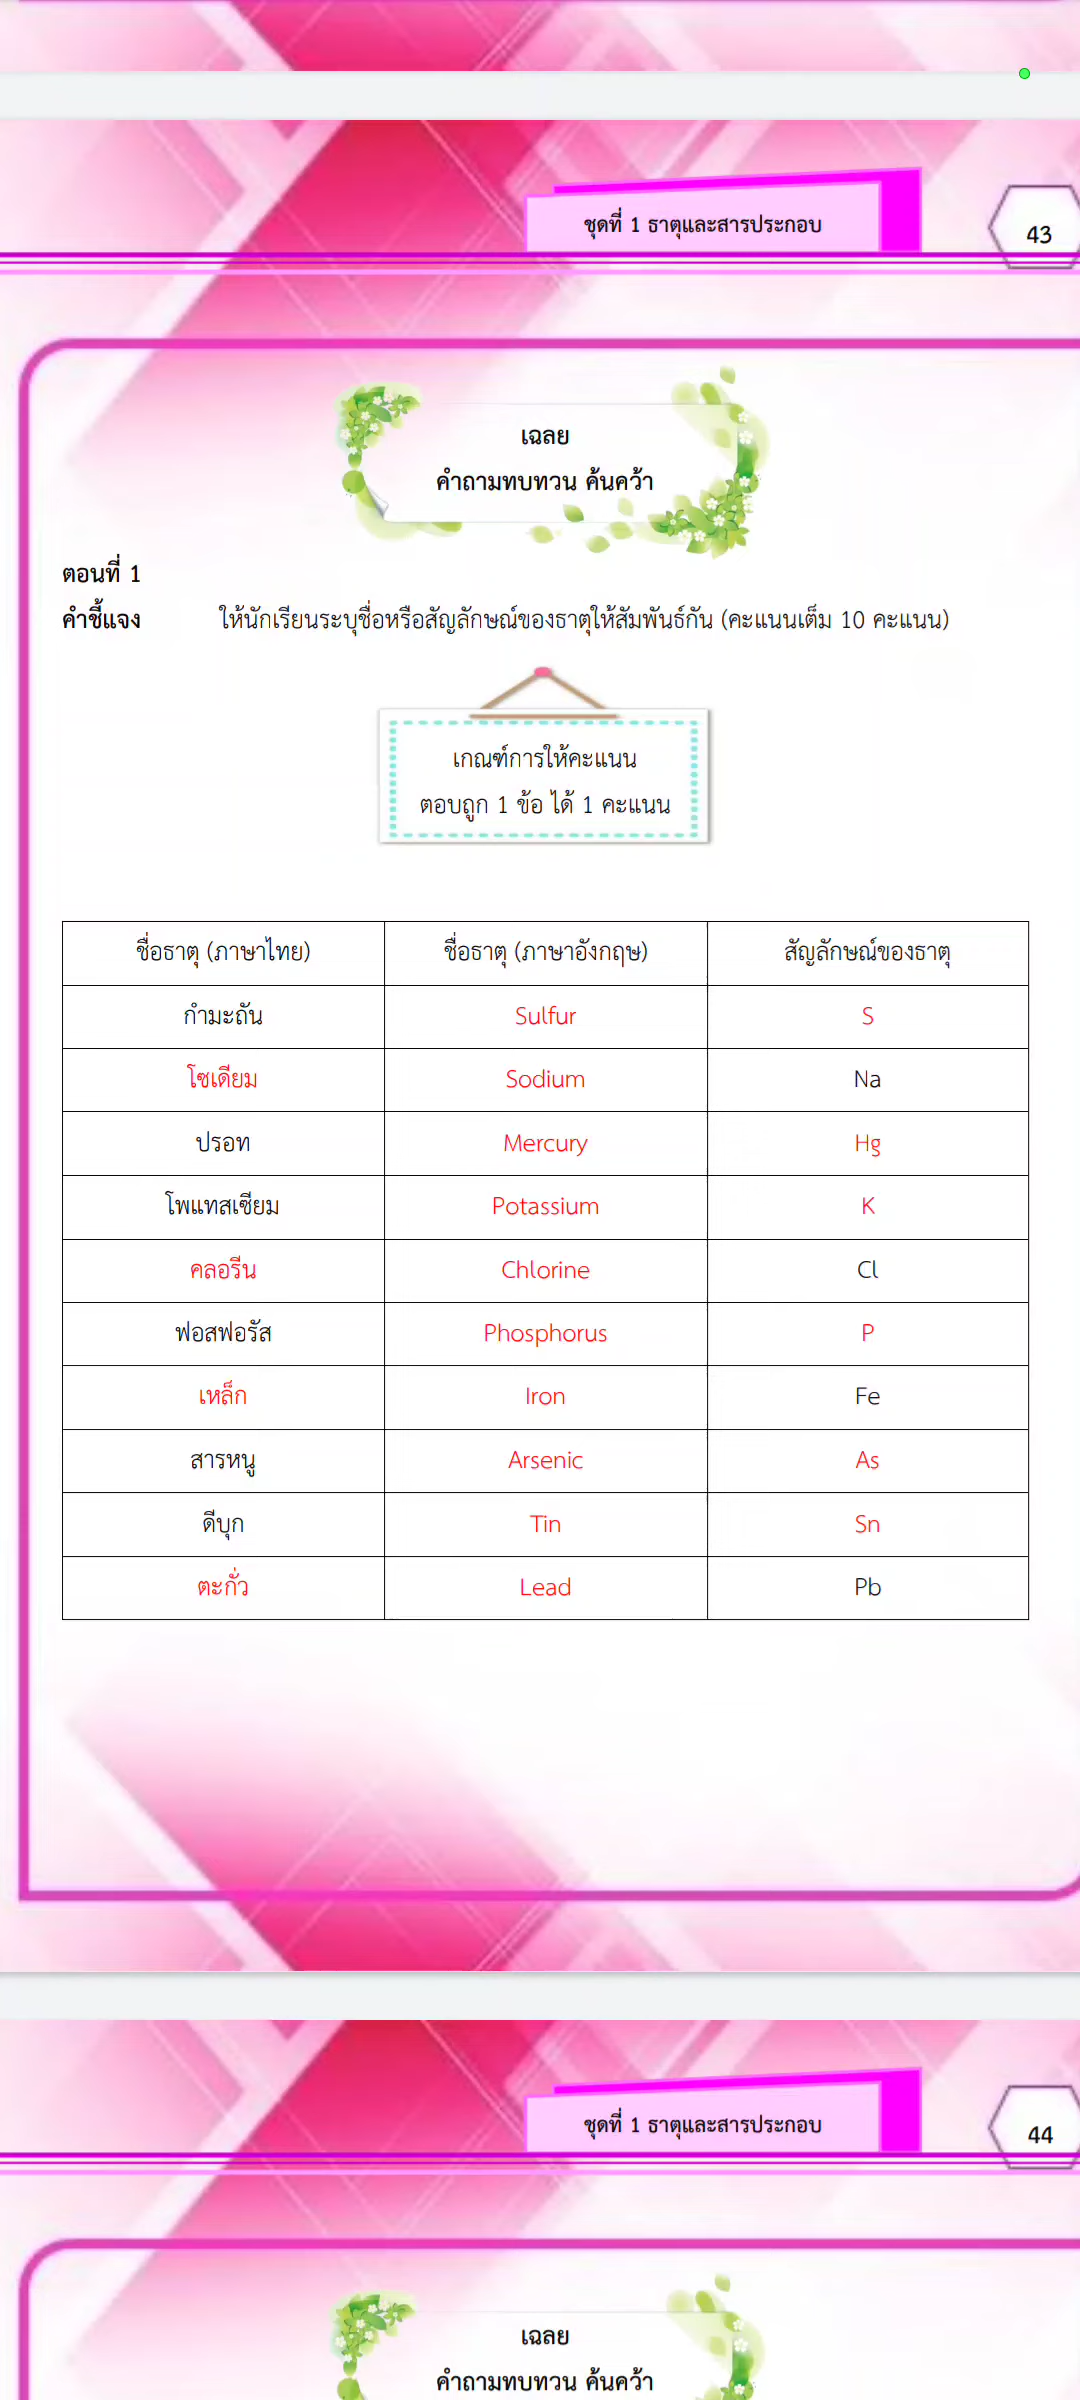 ชุดที่ 1 ธาตุและสารประกอบ
43
เฉลย
คำถามทบทวน ค้นคว้า
ตอนที่ 1
คำชี้แจง ให้นักเรียนระบุชื่อหรือสัญลักษณ์ของธาตุให้สัมพันธ์กัน (คะแนนเต็ม 10 คะแนน)
เกณฑ์การให้คะแนน
ตอบถูก 1 ข้อ ได้ 1 คะแนน
ชื่อธาตุ (ภาษาไทย) ชื่อธาตุ (ภาษาอังกฤษ) สัญลักษณ์ของธาตุ
กำมะถัน Sulfur S
โซเดียม Sodium Na
ปรอท Mercury Hg
โพแทสเซียม Potassium K
คลอรีน Chlorine Cl
ฟอสฟอรัส Phosphorus P
เหล็ก Iron Fe
สารหนู Arsenic As
ดีบุก Tin Sn
ตะกั่ว Lead Pb
ชุดที่ 1 ธาตุและสารประกอบ
44
เฉลย
คำถามทบทวน ค้นคว้า